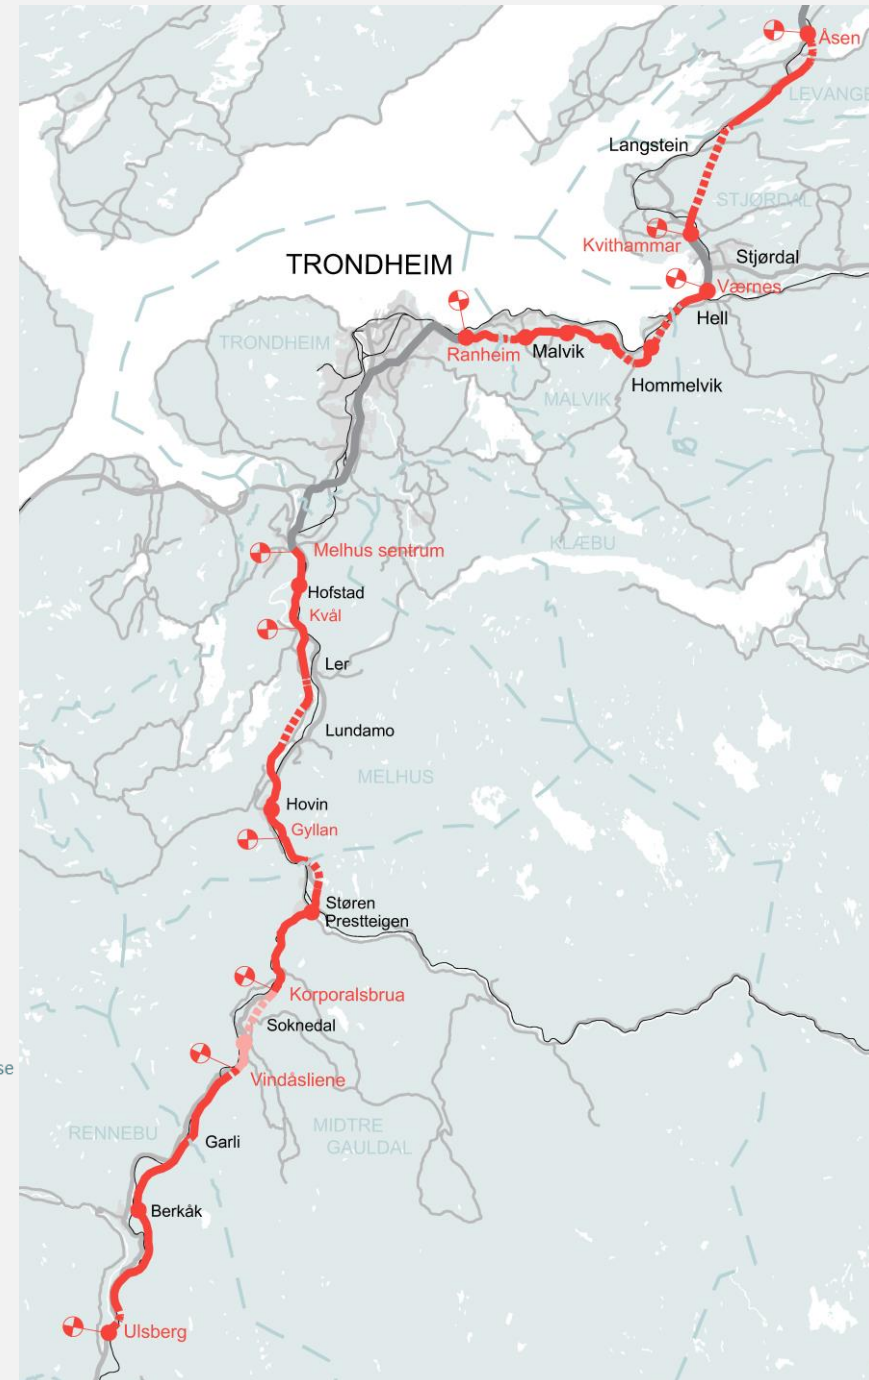 Åsen
LEVANGE
Langstein
STJØRDAL
Kvithammar
Stjørdal
TRONDHEIM
Værnes
Hell
TRONDHEIM
Ranheim
Malvik
Hommelvik
MALVIK
Melhus sentrum
KLÆBU
Hofstad
Kvål
Ler
Lundamo
MELHUS
Hovin
Gyllan
Støren
Prestteigen
Korporalsbrua
Soknedal
se
Vindåsliene
RENNEBU
MIDTRE
GAULDAL
Garli
Berkåk
Ulsberg